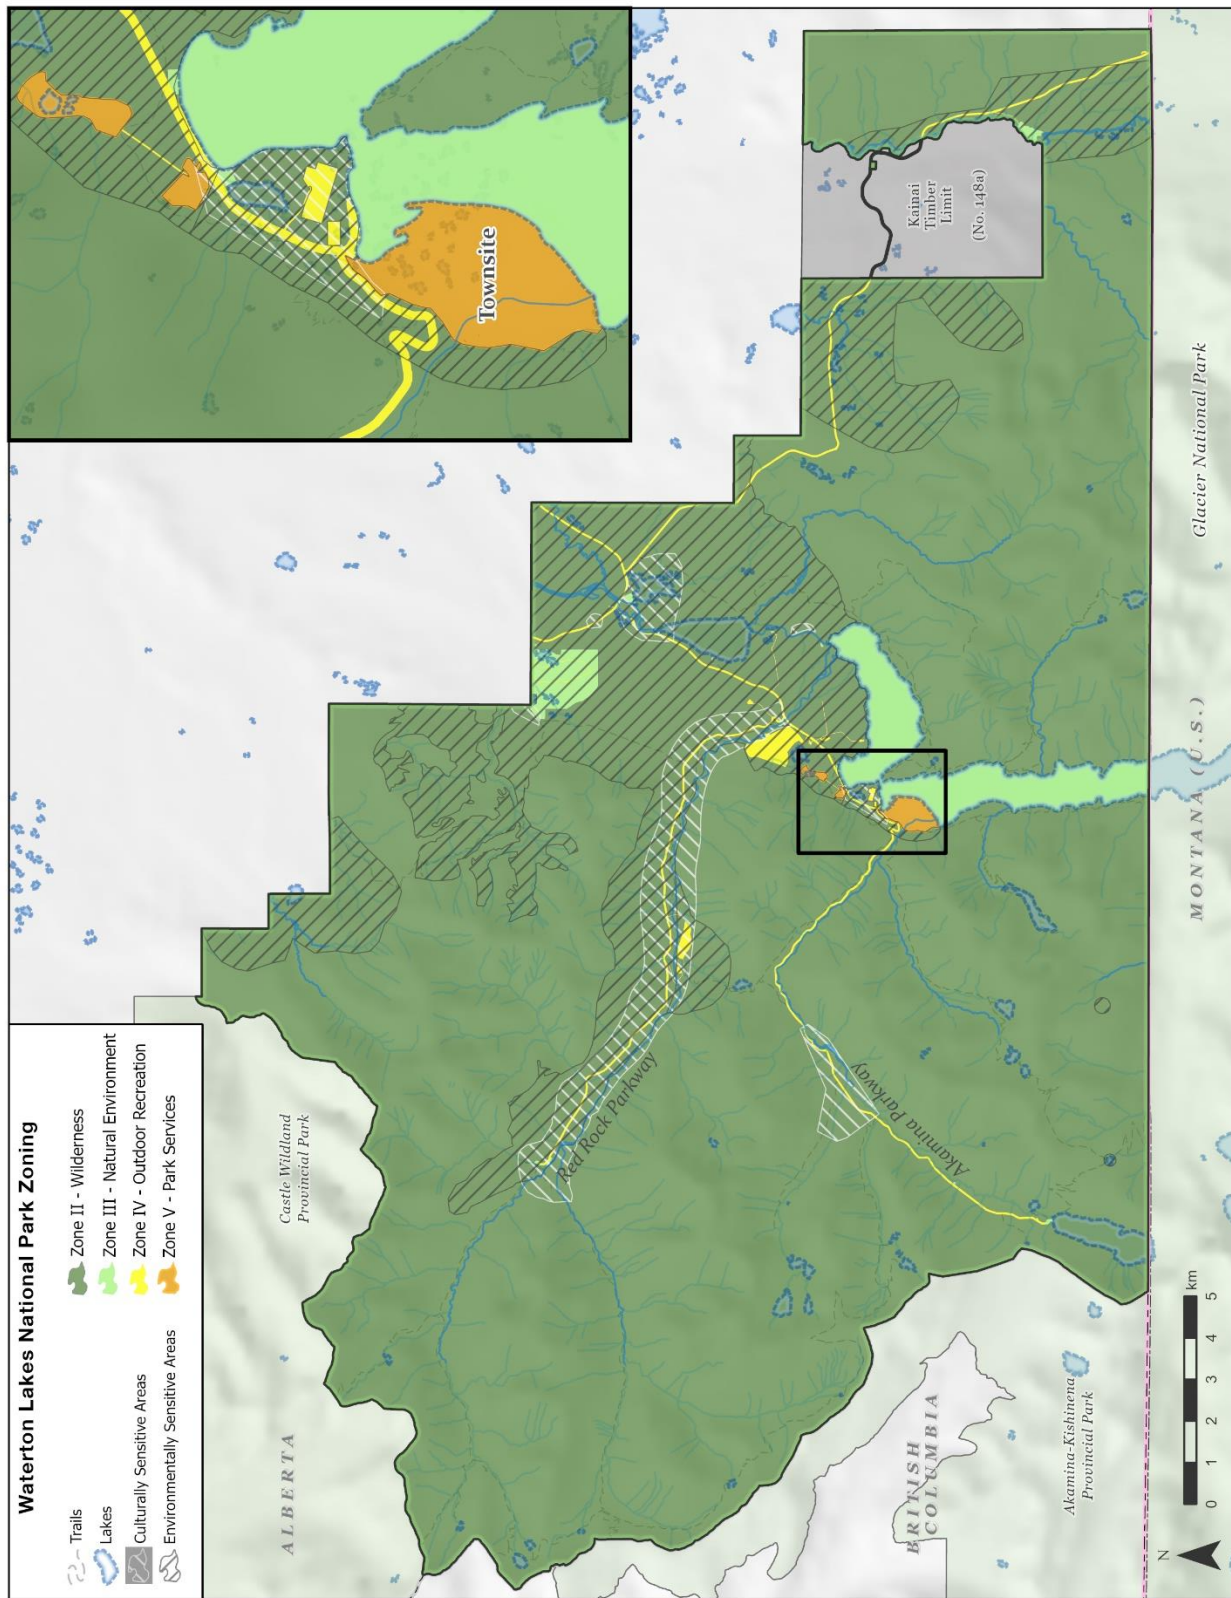 Waterton Lakes National Park Zoning
Trails
Lakes
Culturally Sensitive Areas
Environmentally Sensitive Areas
Zone II - Wilderness
Zone III - Natural Environment
Zone IV - Outdoor Recreation
Zone V - Park Services
Townsite
ALBERTA
Castle Wildland
Provincial Park
Red Rock Parkway
Akamina Parkway
Kainai
Timber
Limit
(No. 148a)
BRITISH
COLUMBIA
Akamina-Kishinena
Provincial Park
MONTANA (U.S.)
Glacier National Park
N
0 1 2 3 4 5
km